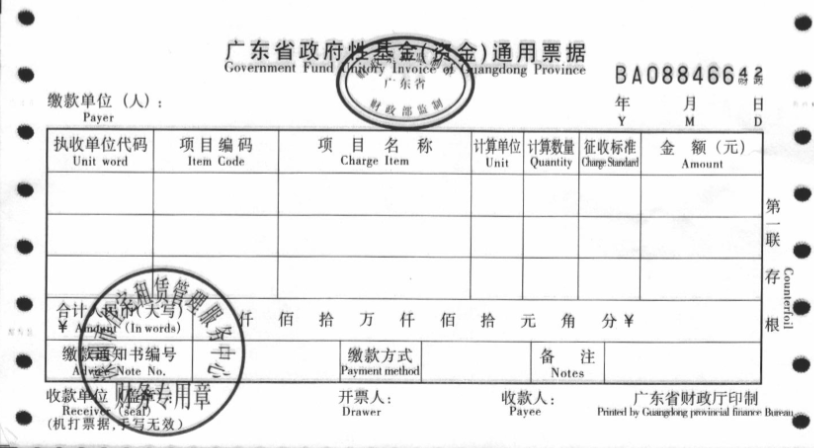 广东省政府性基金(资金)通用票据
Government Fund Unitory Invoice of Guangdong Province
广东省
财政部监制
BA08846642
缴款单位（人）：
Payer
年 月 日
Y M D
执收单位代码 项目编码 项目名称 计算单位 计算数量 征收标准 金额(元)
Unit word Item Code Charge Item Unit Quantity Charge Standard Amount
第一联 存根
Counterfoil
合计人民币(大写) 仟 佰 拾 万 仟 佰 拾 元 角 分 ¥
¥ Amount (In words)
缴款通知书编号 缴款方式 备注
Advice Note No. Payment method Notes
市房屋租赁管理服务中心
财务专用章
收款单位（盖章）： 开票人： 收款人： 广东省财政厅印制
Receiver (seal) Drawer Payee Printed by Guangdong provincial finance Bureau
(机打票据,手写无效)